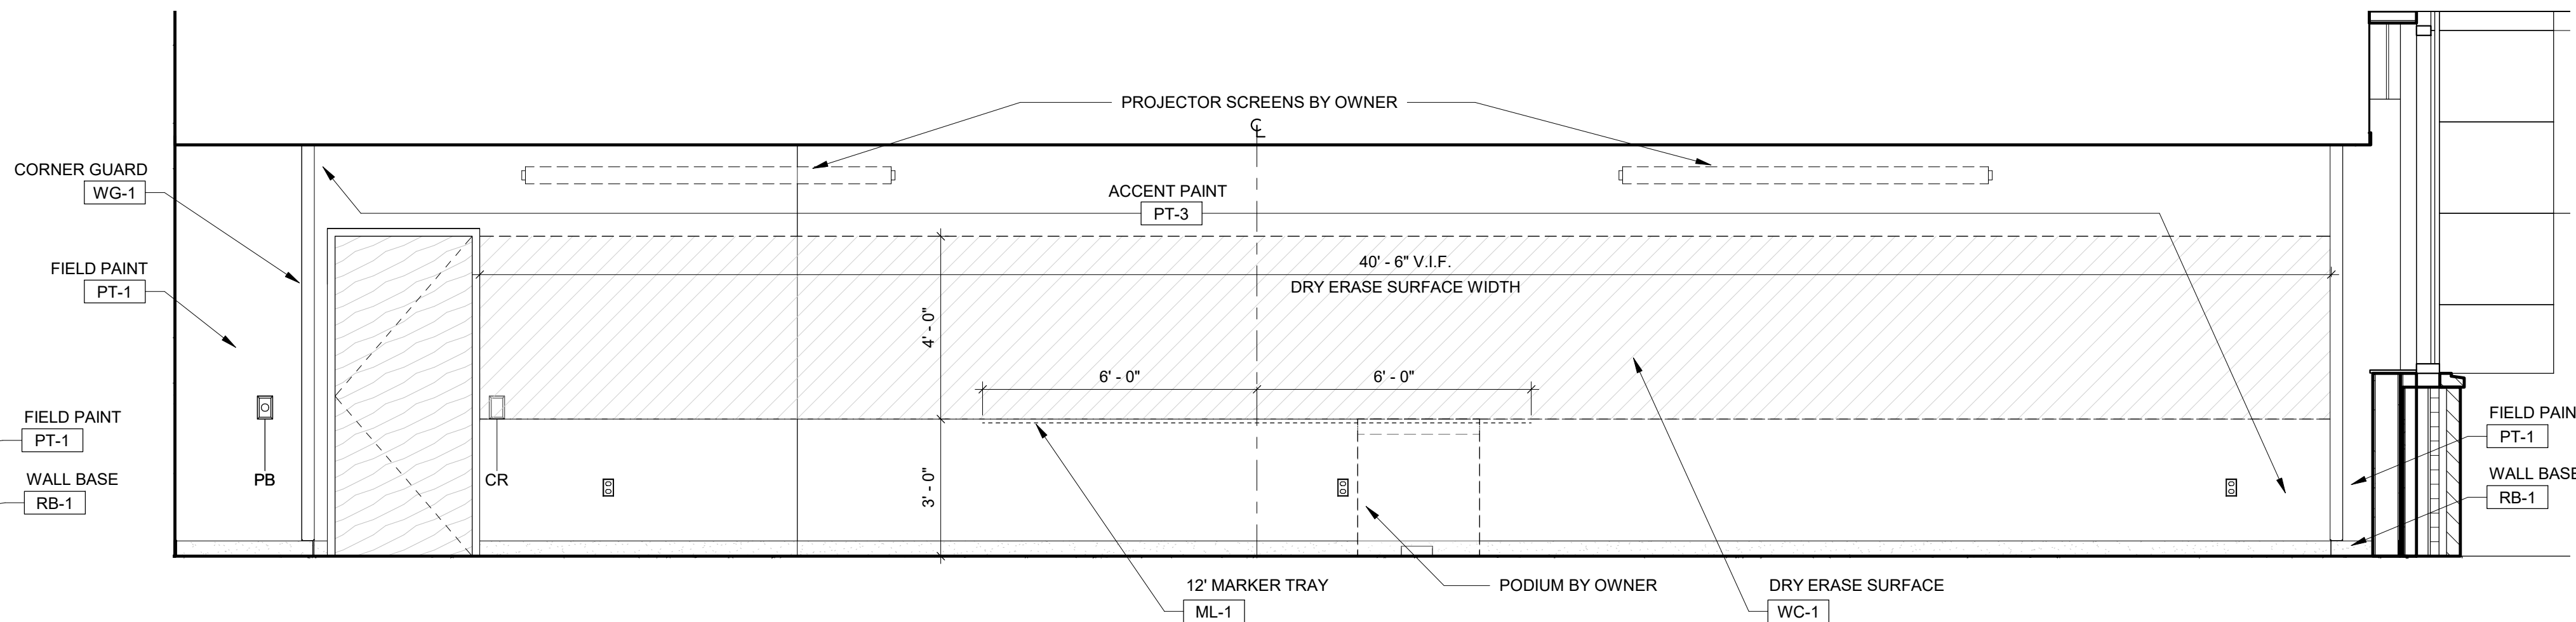 PROJECTOR SCREENS BY OWNER
CL
CORNER GUARD
WG-1
ACCENT PAINT
PT-3
FIELD PAINT
PT-1
40' - 6" V.I.F.
DRY ERASE SURFACE WIDTH
4' - 0"
6' - 0"
6' - 0"
FIELD PAINT
PT-1
FIELD PAIN
PT-1
WALL BASE
RB-1
PB
CR
3' - 0"
WALL BASE
RB-1
12' MARKER TRAY
ML-1
PODIUM BY OWNER
DRY ERASE SURFACE
WC-1